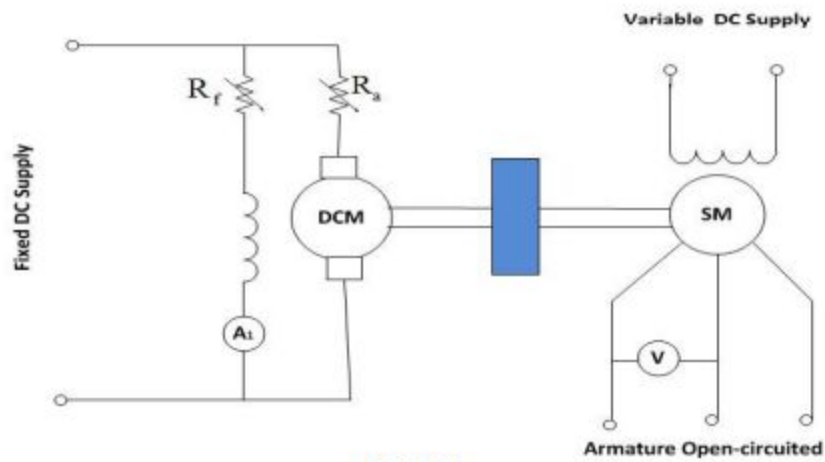 Variable DC Supply
R_f
R_a
Fixed DC Supply
DCM
SM
A1
V
Armature Open-circuited